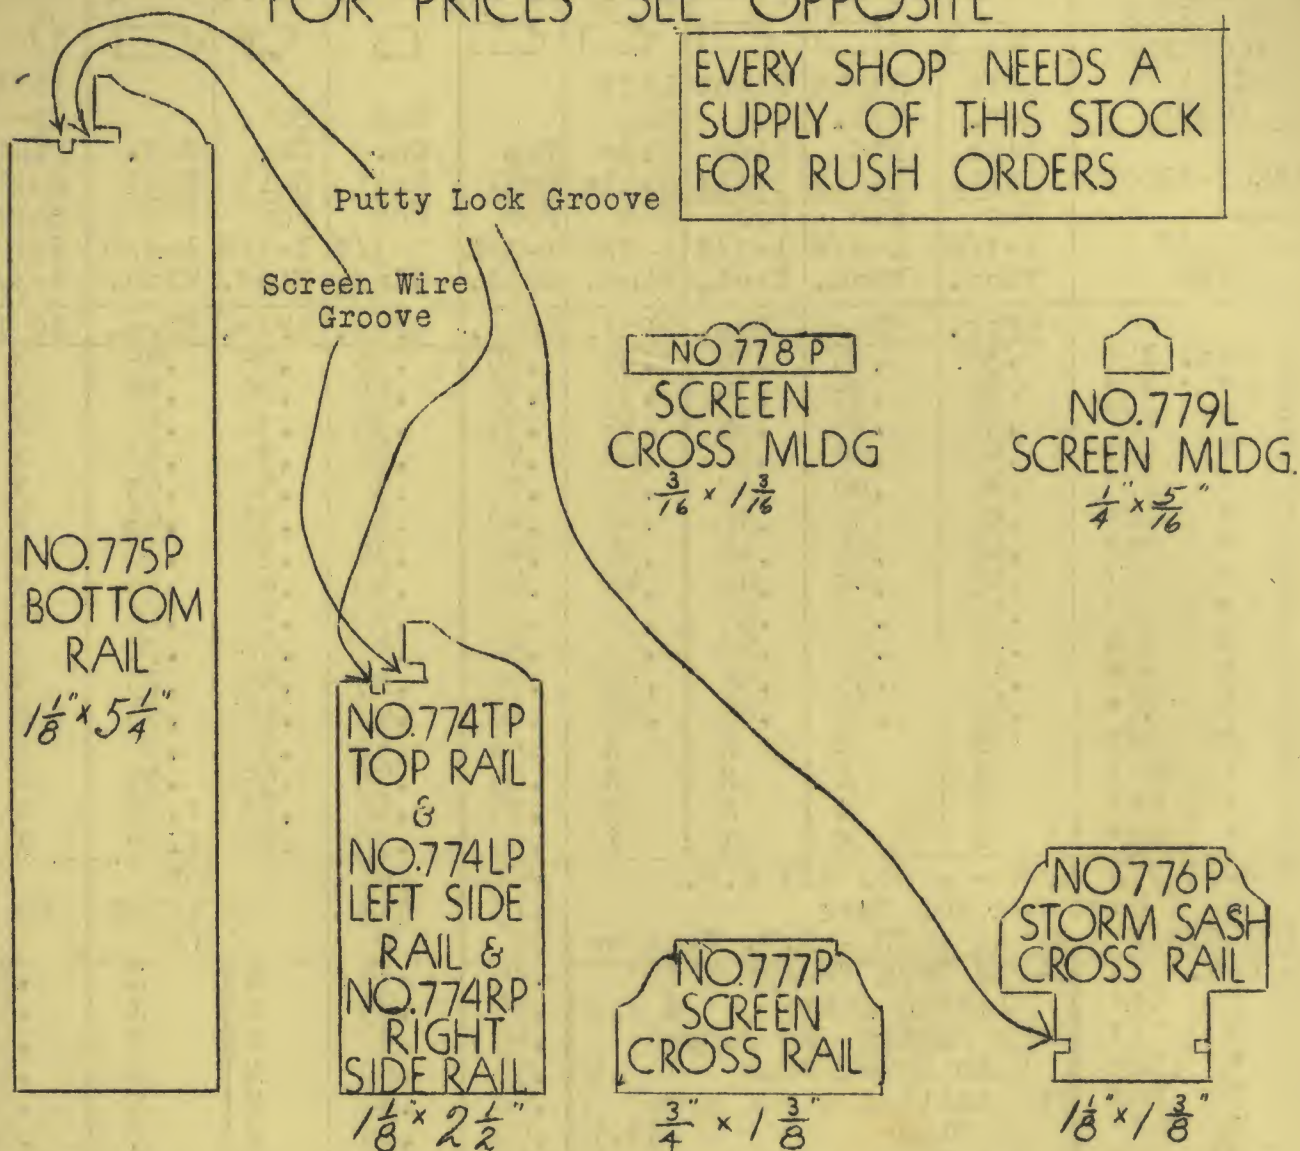 FOR PRICES SEE OPPOSITE
EVERY SHOP NEEDS A
SUPPLY OF THIS STOCK
FOR RUSH ORDERS
Putty Lock Groove
Screen Wire
Groove
NO 778 P
SCREEN
CROSS MLDG
3/16 x 1 3/16
NO.779L
SCREEN MLDG.
1/4" x 5/16"
NO.775P
BOTTOM
RAIL
1 1/8" x 5 1/4"
NO.774TP
TOP RAIL
&
NO.774LP
LEFT SIDE
RAIL &
NO.774RP
RIGHT
SIDE RAIL
1 1/8" x 2 1/2"
NO.777P
SCREEN
CROSS RAIL
3/4" x 1 3/8"
NO 776P
STORM SASH
CROSS RAIL
1 1/8" x 1 3/8"